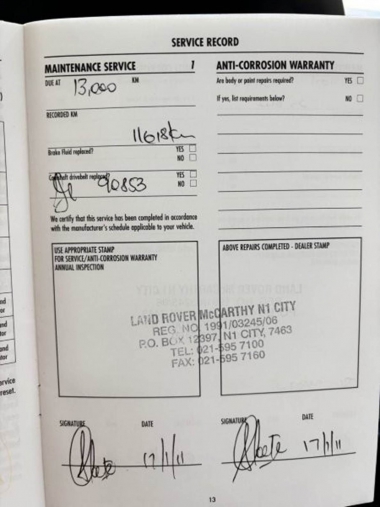 SERVICE RECORD
MAINTENANCE SERVICE 1
DUE AT 13,000 KM
RECORDED KM
11618km
Brake Fluid replaced? YES
NO
Camshaft drivebelt replaced? YES
90853 NO
We certify that this service has been completed in accordance
with the manufacturer's schedule applicable to your vehicle.
USE APPROPRIATE STAMP
FOR SERVICE/ANTI-CORROSION WARRANTY
ANNUAL INSPECTION
ANTI-CORROSION WARRANTY
Are body or paint repairs required? YES
If yes, list requirements below? NO
ABOVE REPAIRS COMPLETED - DEALER STAMP
LAND ROVER McCARTHY N1 CITY
REG. NO. 1991/03245/06
P.O. BOX 12397, N1 CITY, 7463
TEL: 021-595 7100
FAX: 021-595 7160
SIGNATURE DATE
17/1/11
SIGNATURE DATE
17/1/11
13